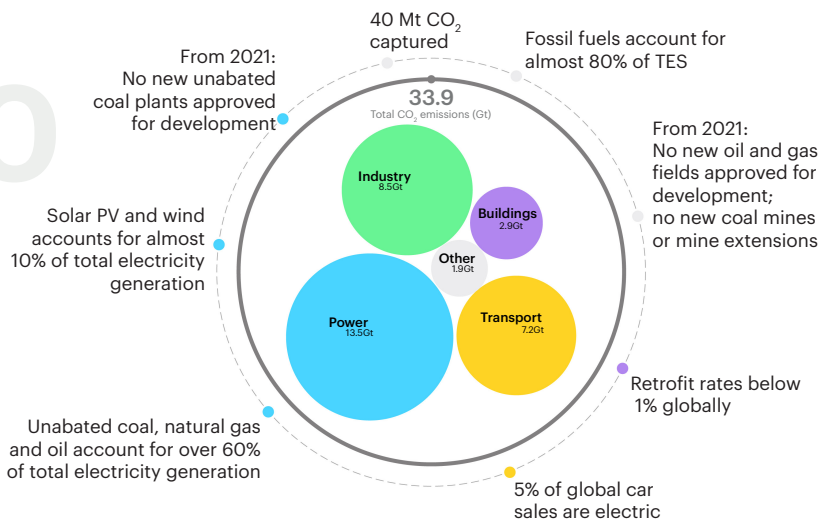 40 Mt CO2
captured
Fossil fuels account for
almost 80% of TES
From 2021:
No new unabated
coal plants approved
for development
33.9
Total CO2 emissions (Gt)
From 2021:
No new oil and gas
fields approved for
development;
no new coal mines
or mine extensions
Industry
8.5Gt
Buildings
2.9Gt
Solar PV and wind
accounts for almost
10% of total electricity
generation
Other
1.9Gt
Power
13.5Gt
Transport
7.2Gt
Retrofit rates below
1% globally
Unabated coal, natural gas
and oil account for over 60%
of total electricity generation
5% of global car
sales are electric